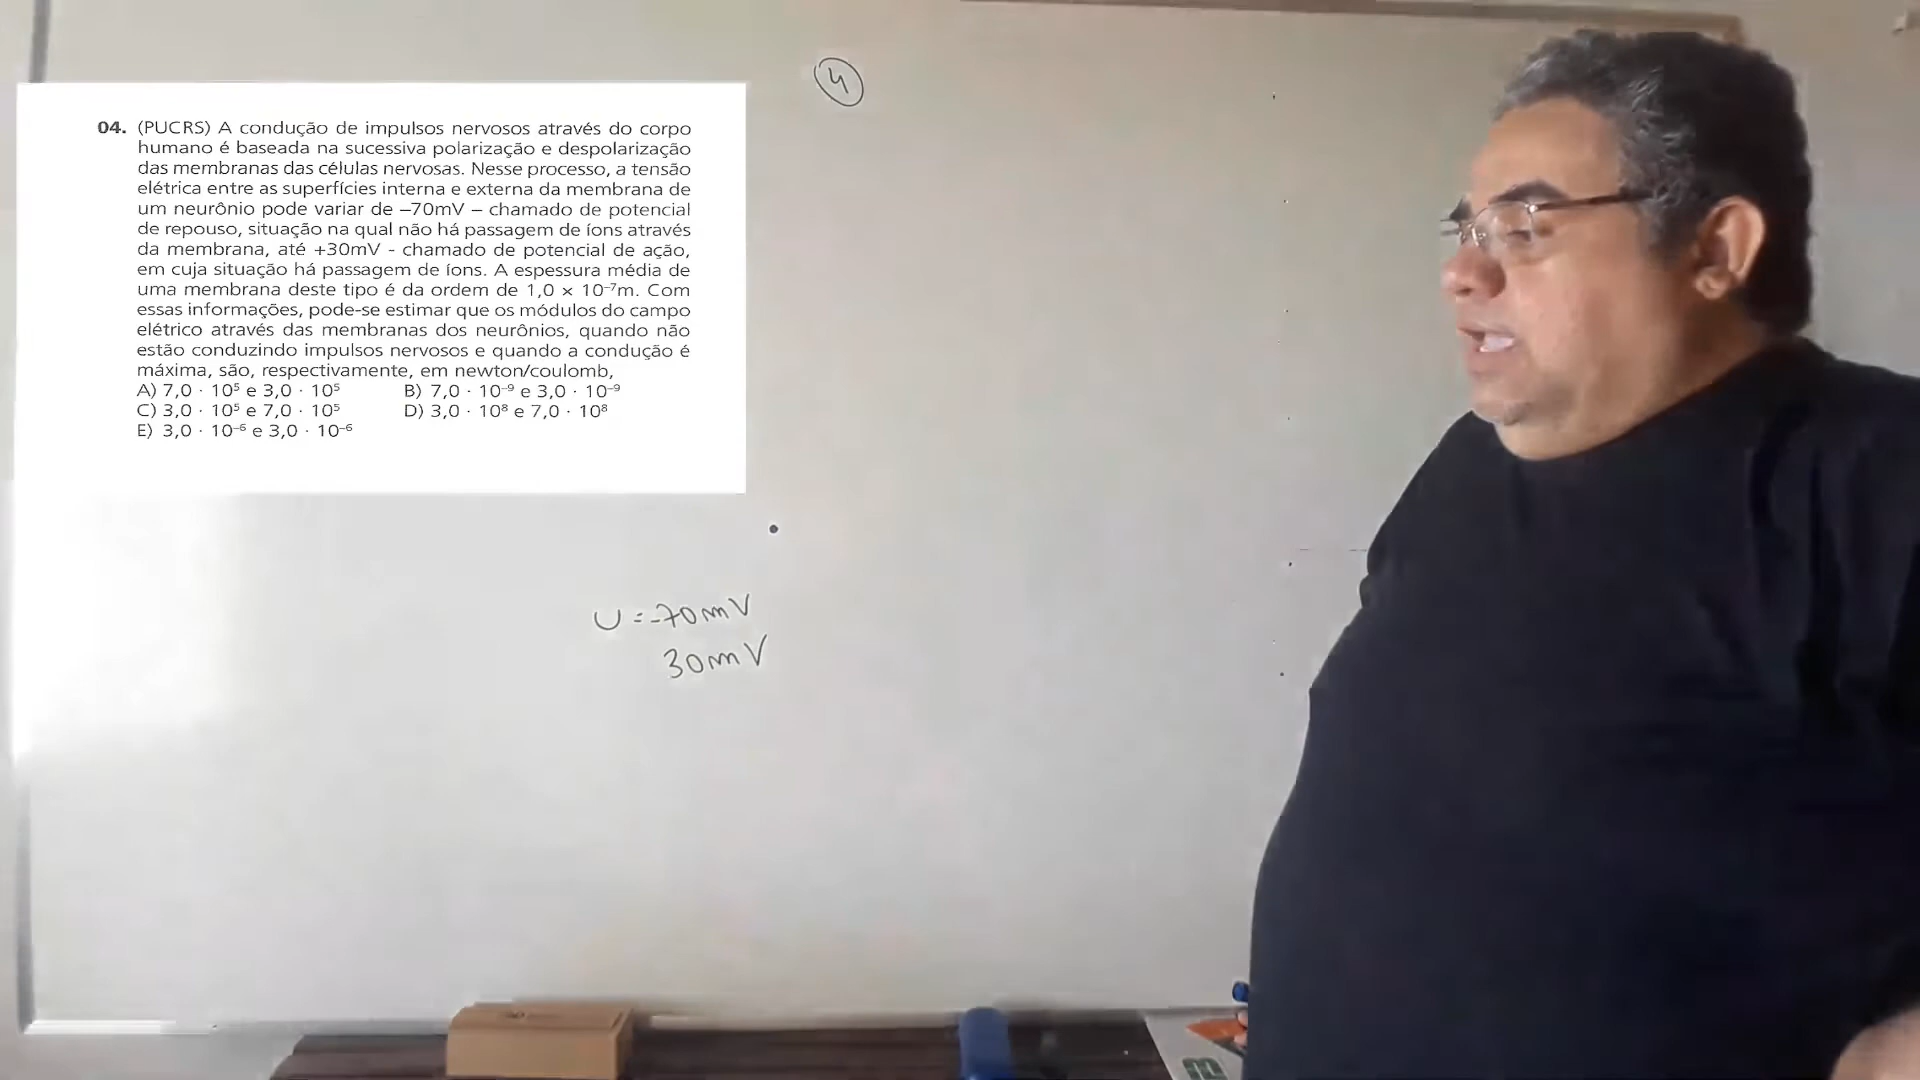 4
04. (PUCRS) A condução de impulsos nervosos através do corpo
humano é baseada na sucessiva polarização e despolarização
das membranas das células nervosas. Nesse processo, a tensão
elétrica entre as superfícies interna e externa da membrana de
um neurônio pode variar de –70mV – chamado de potencial
de repouso, situação na qual não há passagem de íons através
da membrana, até +30mV - chamado de potencial de ação,
em cuja situação há passagem de íons. A espessura média de
uma membrana deste tipo é da ordem de 1,0 × 10⁻⁷m. Com
essas informações, pode-se estimar que os módulos do campo
elétrico através das membranas dos neurônios, quando não
estão conduzindo impulsos nervosos e quando a condução é
máxima, são, respectivamente, em newton/coulomb,
A) 7,0 · 10⁵ e 3,0 · 10⁵ B) 7,0 · 10⁻⁹ e 3,0 · 10⁻⁹
C) 3,0 · 10⁵ e 7,0 · 10⁵ D) 3,0 · 10⁸ e 7,0 · 10⁸
E) 3,0 · 10⁻⁶ e 3,0 · 10⁻⁶
U = -70mV
30mV